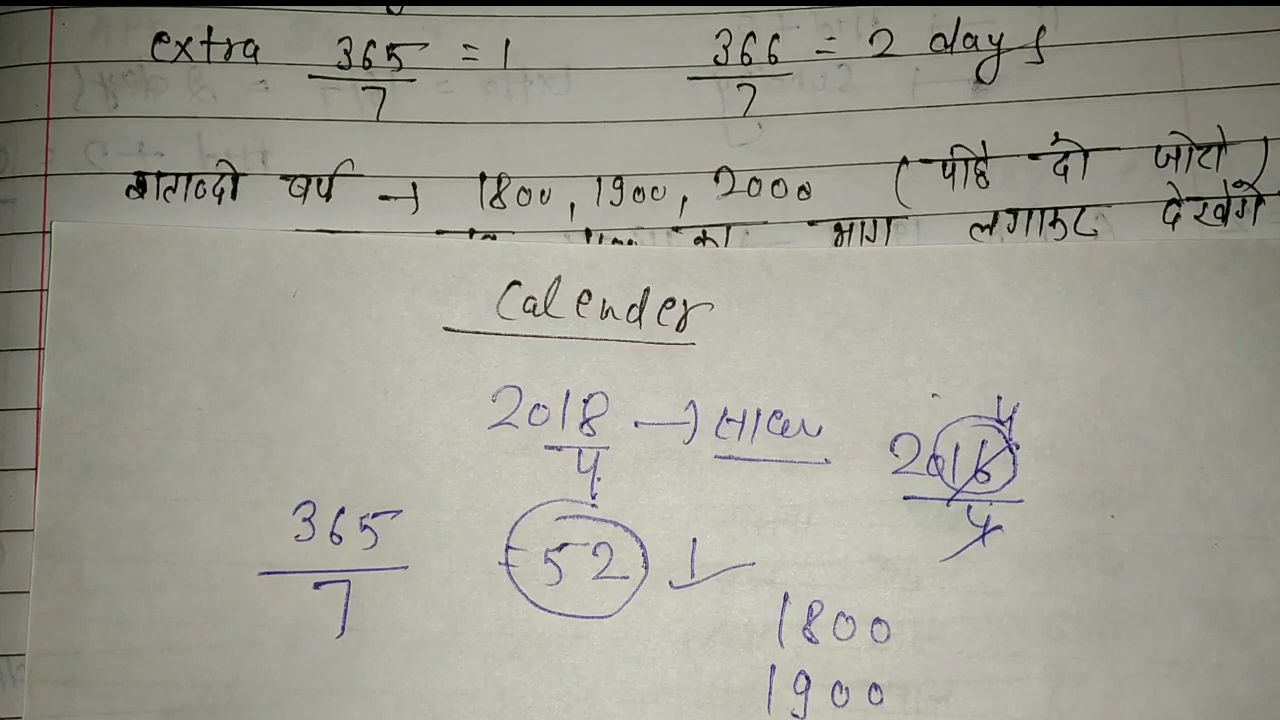 extra 365/7 = 1 366/7 = 2 days
शताब्दी वर्ष → 1800, 1900, 2000 (पीछे दो जीरो)
का भाग लगाकर देखेंगे
Calender
2018/4 → साल 2016/4 4
365/7 52 1
1800
1900